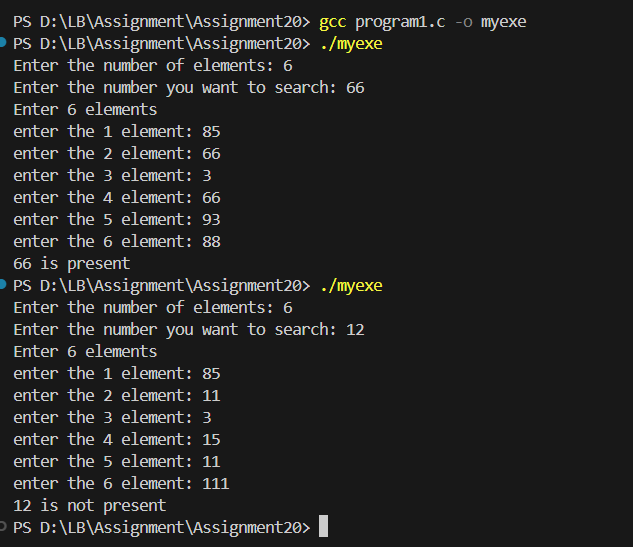 PS D:\LB\Assignment\Assignment20> gcc program1.c -o myexe
PS D:\LB\Assignment\Assignment20> ./myexe
Enter the number of elements: 6
Enter the number you want to search: 66
Enter 6 elements
enter the 1 element: 85
enter the 2 element: 66
enter the 3 element: 3
enter the 4 element: 66
enter the 5 element: 93
enter the 6 element: 88
66 is present
PS D:\LB\Assignment\Assignment20> ./myexe
Enter the number of elements: 6
Enter the number you want to search: 12
Enter 6 elements
enter the 1 element: 85
enter the 2 element: 11
enter the 3 element: 3
enter the 4 element: 15
enter the 5 element: 11
enter the 6 element: 111
12 is not present
PS D:\LB\Assignment\Assignment20>